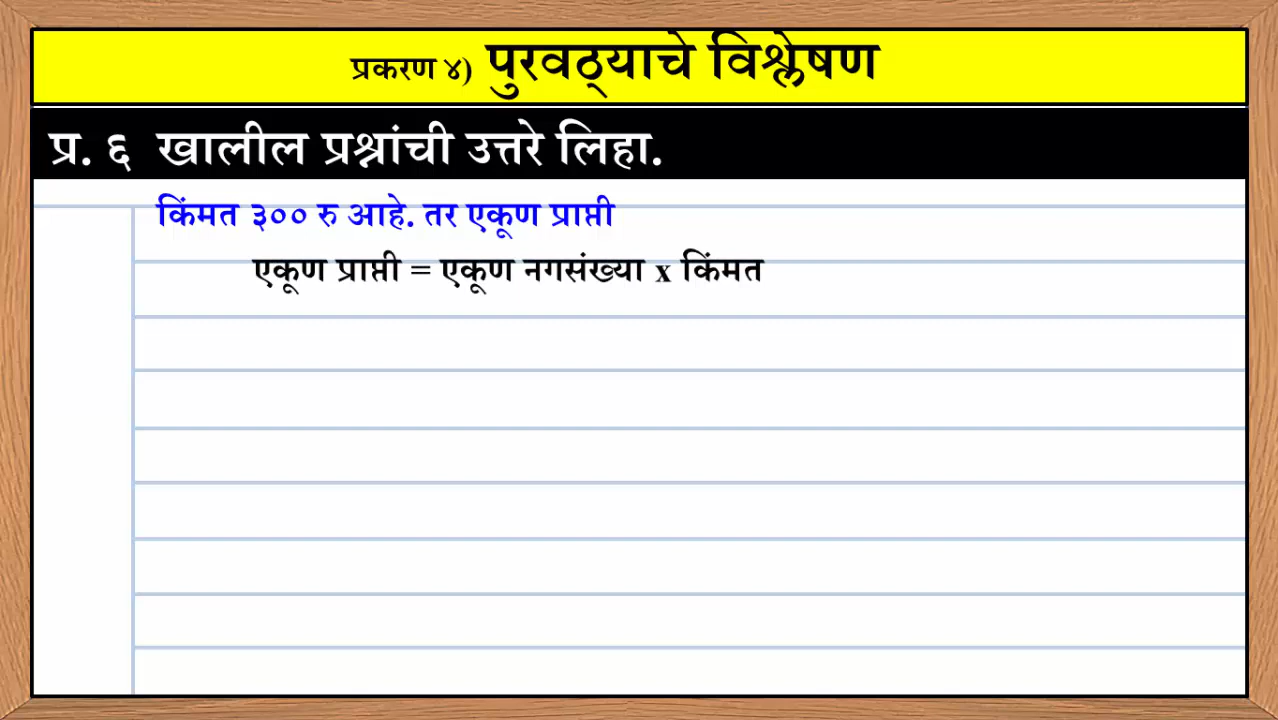 प्रकरण ४) पुरवठ्याचे विश्लेषण
प्र. ६ खालील प्रश्नांची उत्तरे लिहा.
किंमत ३०० रु आहे. तर एकूण प्राप्ती
एकूण प्राप्ती = एकूण नगसंख्या x किंमत